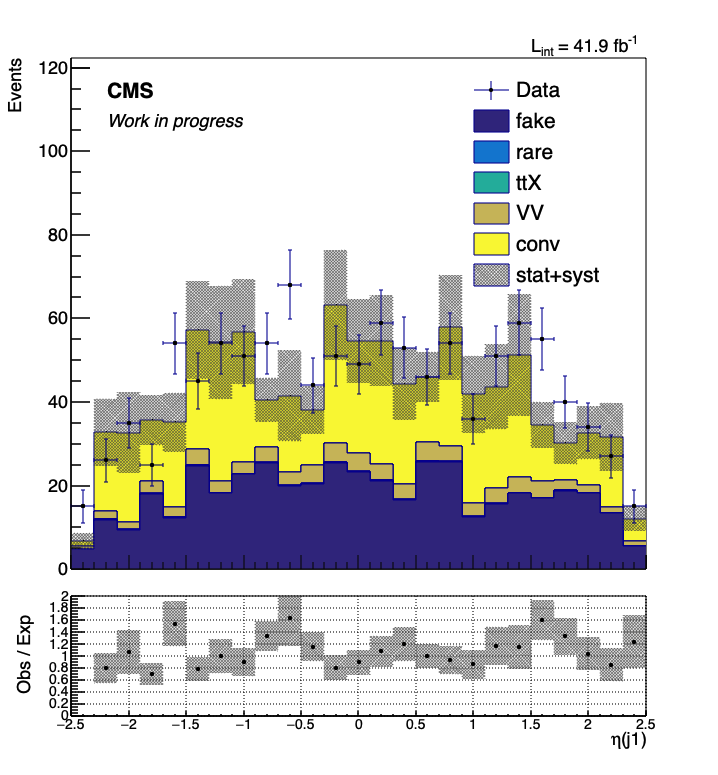 L_int = 41.9 fb^-1
Events
120
100
80
60
40
20
0
CMS
Work in progress
Data
fake
rare
ttX
VV
conv
stat+syst
Obs / Exp
2
1.8
1.6
1.4
1.2
1
0.8
0.6
0.4
0.2
0
−2.5 −2 −1.5 −1 −0.5 0 0.5 1 1.5 2 2.5
η(j1)